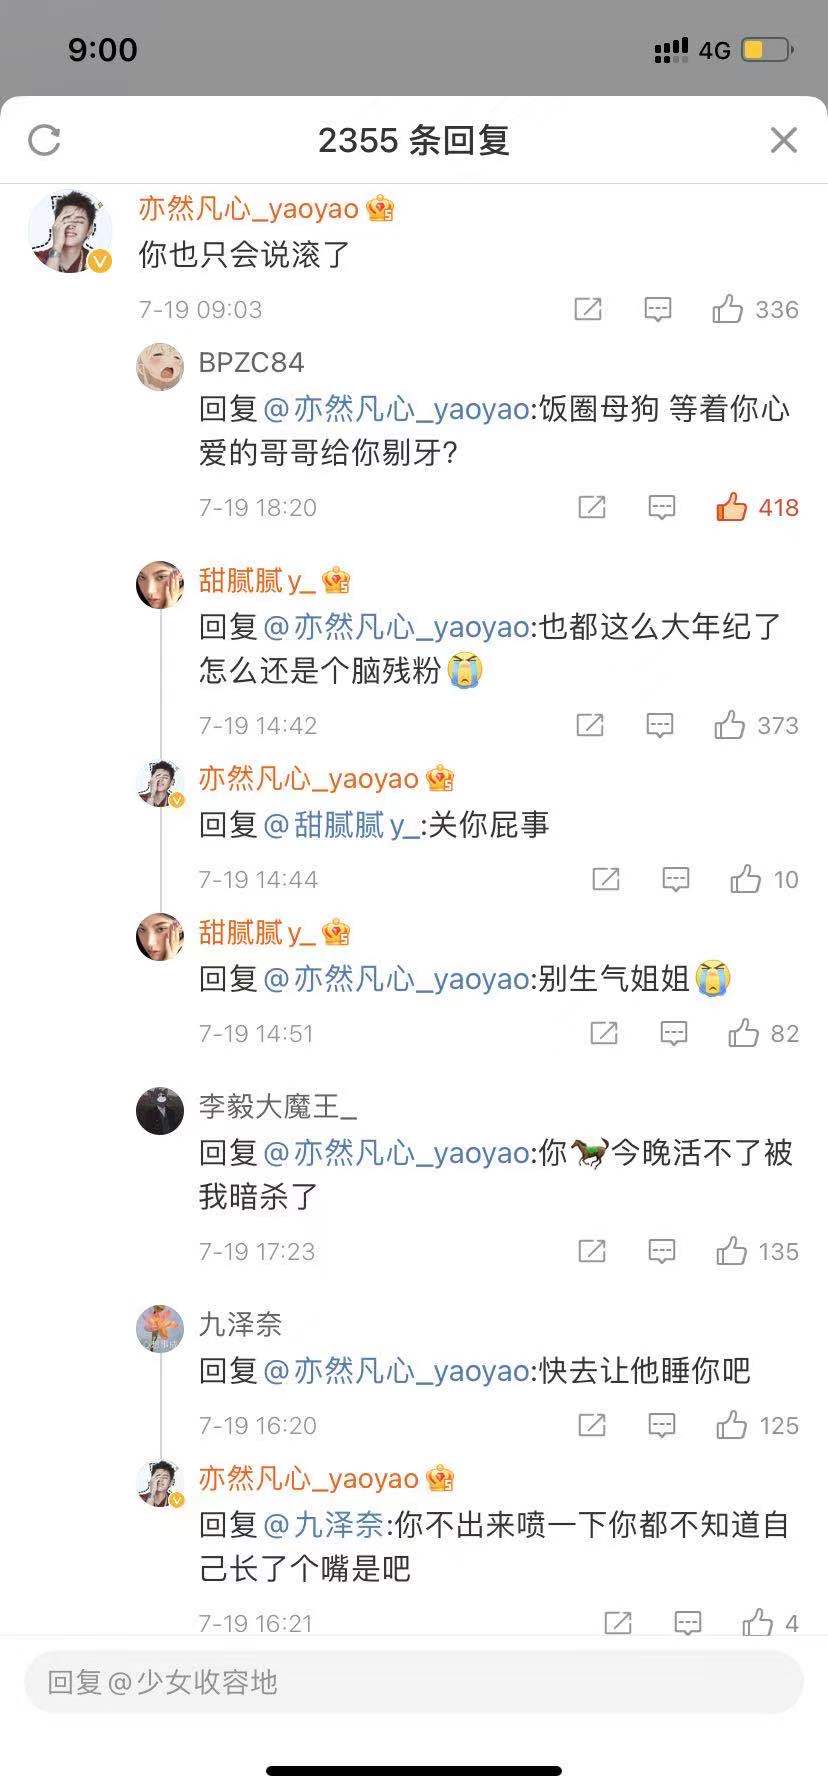 9:00
4G
2355 条回复
亦然凡心_yaoyao
你也只会说滚了
7-19 09:03
336
BPZC84
回复@亦然凡心_yaoyao:饭圈母狗 等着你心
爱的哥哥给你剔牙?
7-19 18:20
418
甜腻腻y_
回复@亦然凡心_yaoyao:也都这么大年纪了
怎么还是个脑残粉
7-19 14:42
373
亦然凡心_yaoyao
回复@甜腻腻y_:关你屁事
7-19 14:44
10
甜腻腻y_
回复@亦然凡心_yaoyao:别生气姐姐
7-19 14:51
82
李毅大魔王_
回复@亦然凡心_yaoyao:你🐎今晚活不了被
我暗杀了
7-19 17:23
135
九泽奈
回复@亦然凡心_yaoyao:快去让他睡你吧
7-19 16:20
125
亦然凡心_yaoyao
回复@九泽奈:你不出来喷一下你都不知道自
己长了个嘴是吧
7-19 16:21
4
回复@少女收容地